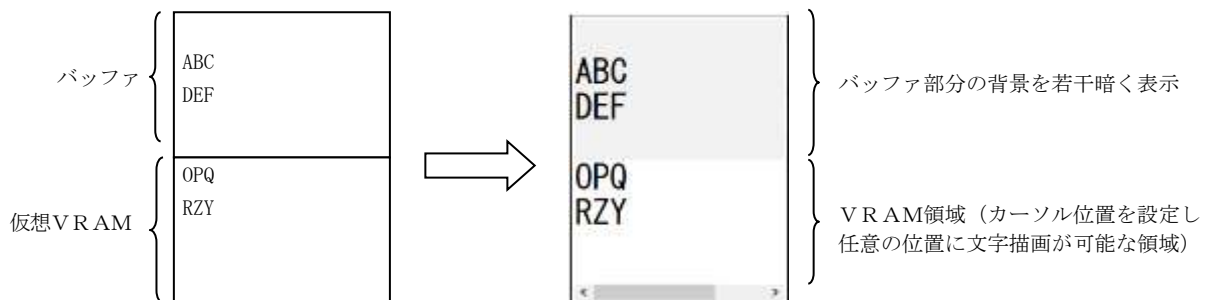 バッファ
ABC
DEF
仮想ＶＲＡＭ
OPQ
RZY
ABC
DEF
OPQ
RZY
バッファ部分の背景を若干暗く表示
ＶＲＡＭ領域（カーソル位置を設定し
任意の位置に文字描画が可能な領域）